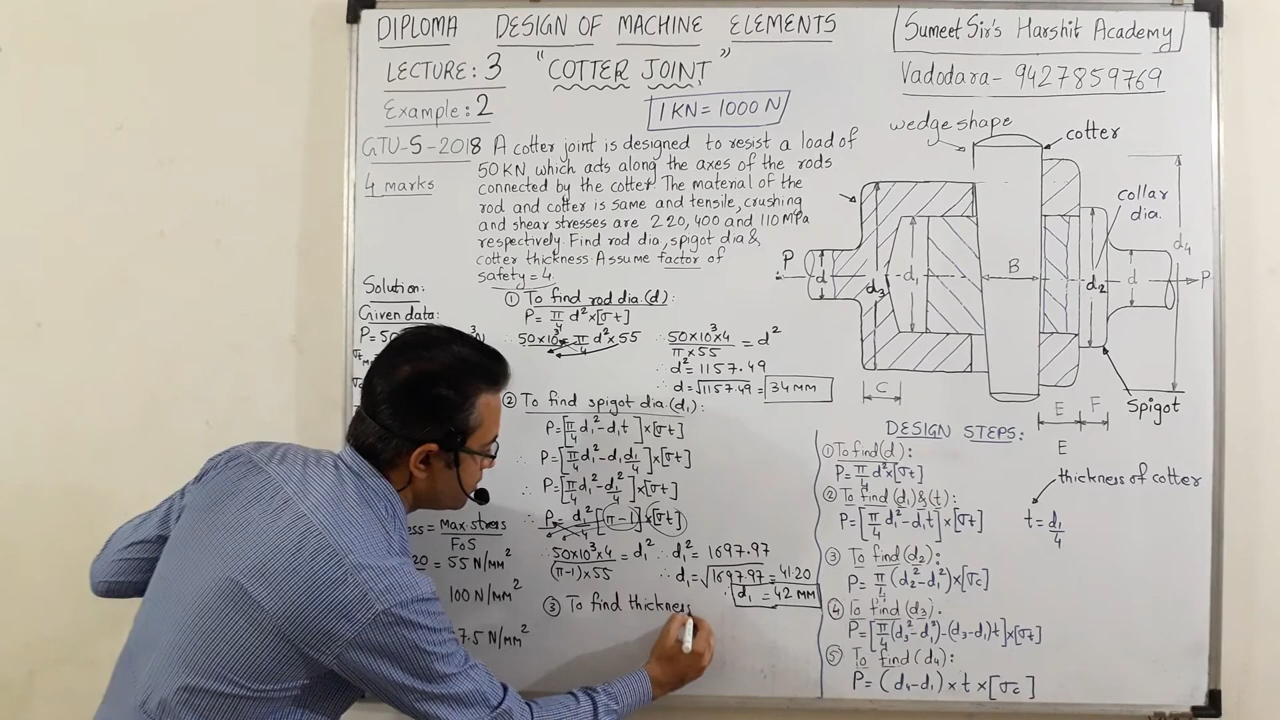 DIPLOMA DESIGN OF MACHINE ELEMENTS
LECTURE: 3 "COTTER JOINT"
Example: 2
1 KN = 1000 N
Sumeet Sir's Harshit Academy
Vadodara- 9427859769
GTU-S-2018 A cotter joint is designed to resist a load of
4 marks
50 KN, which acts along the axes of the rods
connected by the cotter. The material of the
rod and cotter is same and tensile, crushing
and shear stresses are 220, 400 and 110 MPa
respectively. Find rod dia, spigot dia &
cotter thickness. Assume factor of
safety = 4.
Solution:
Given data:
P = 50
ess = Max. stress / FoS
20 = 55 N/mm²
100 N/mm²
7.5 N/mm²
① To find rod dia.(d):
P = π/4 d² × [σt]
∴ 50×10³ = π/4 d² × 55
∴ 50×10³×4 / π×55 = d²
∴ d² = 1157.49
∴ d = √1157.49 = 34 mm
② To find spigot dia.(d₁):
P = [π/4 d₁² - d₁t] × [σt]
∴ P = [π/4 d₁² - d₁ d₁/4] × [σt]
∴ P = [π/4 d₁² - d₁²/4] × [σt]
∴ P = d₁²/4 [π-1] × [σt]
∴ 50×10³×4 / (π-1)×55 = d₁²
∴ d₁² = 1697.97
∴ d₁ = √1697.97 = 41.20
∴ d₁ = 42 mm
③ To find thickness
wedge shape
cotter
collar
dia.
P
d
d₃
d₁
B
d₂
d
d₄
P
C
E
F
Spigot
E
DESIGN STEPS:
① To find(d):
P = π/4 d² × [σt]
② To find (d₁) & (t):
P = [π/4 d₁² - d₁t] × [σt]
thickness of cotter
t = d₁/4
③ To find(d₂):
P = π/4 (d₂² - d₁²) × [σc]
④ To find (d₃):
P = [π/4 (d₃² - d₁²) - (d₃ - d₁) t] × [σt]
⑤ To find (d₄):
P = (d₄ - d₁) × t × [σc]